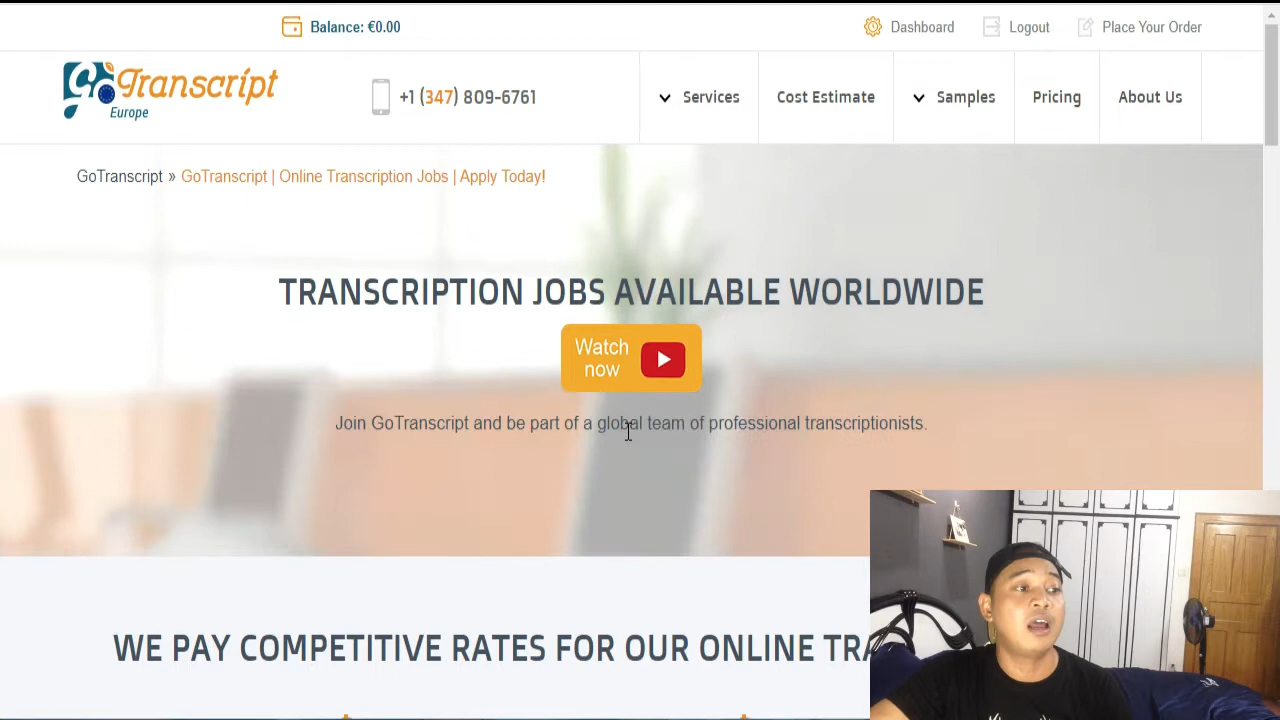 Balance: €0.00
Dashboard
Logout
Place Your Order
goTranscript
Europe
+1 (347) 809-6761
Services
Cost Estimate
Samples
Pricing
About Us
GoTranscript » GoTranscript | Online Transcription Jobs | Apply Today!
TRANSCRIPTION JOBS AVAILABLE WORLDWIDE
Watch
now
Join GoTranscript and be part of a global team of professional transcriptionists.
WE PAY COMPETITIVE RATES FOR OUR ONLINE TRA